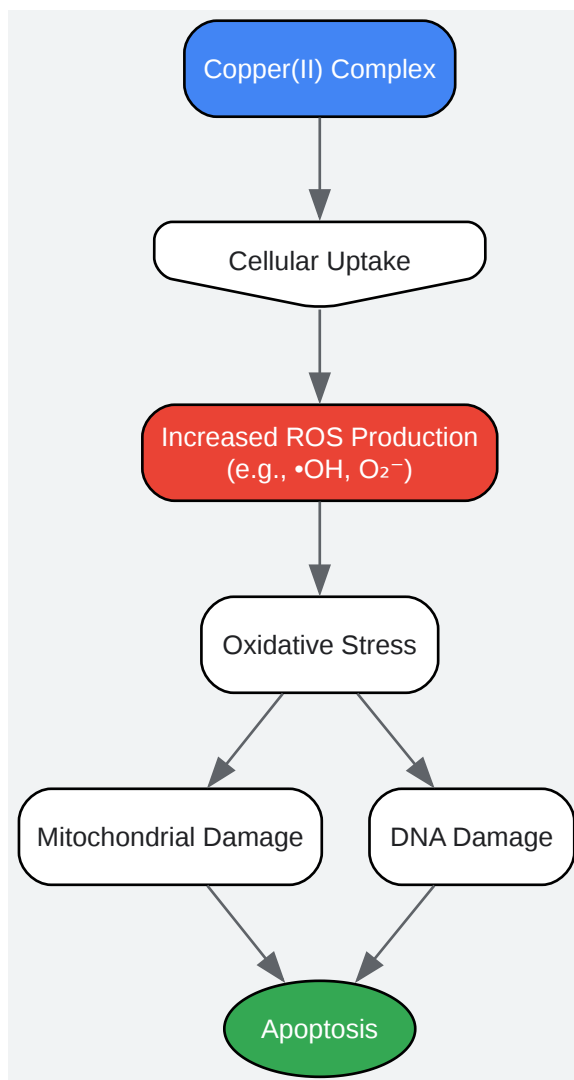 Copper(II) Complex
Cellular Uptake
Increased ROS Production
(e.g., •OH, O₂⁻)
Oxidative Stress
Mitochondrial Damage
DNA Damage
Apoptosis